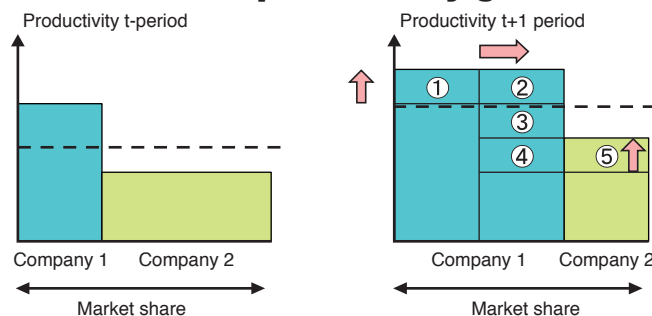 Productivity t-period
Productivity t+1 period
①
②
③
④
⑤
Company 1
Company 2
Company 1
Company 2
Market share
Market share